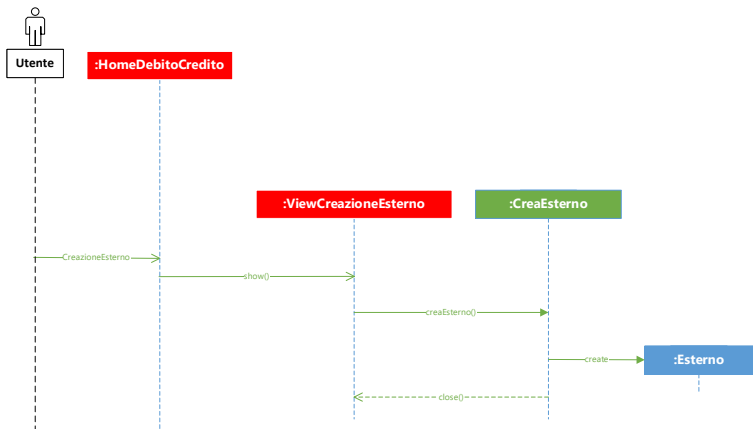 Utente
:HomeDebitoCredito
:ViewCreazioneEsterno
:CreaEsterno
CreazioneEsterno
show()
creaEsterno()
create
:Esterno
close()